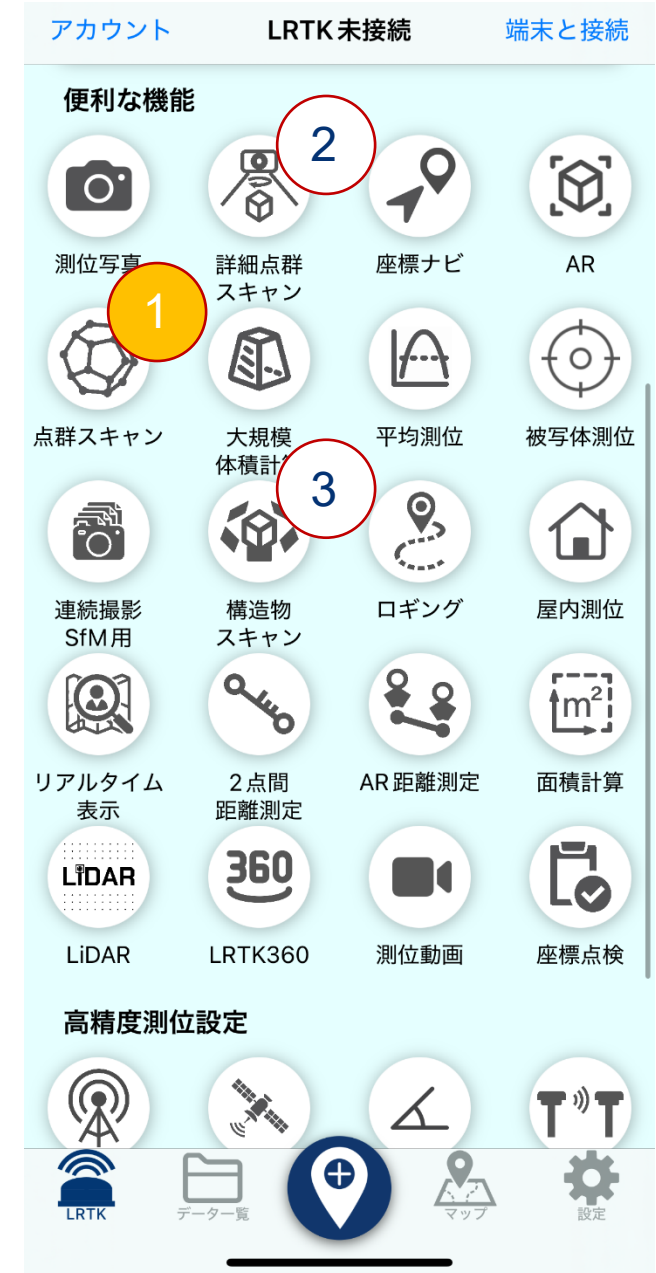 アカウント
LRTK未接続
端末と接続
便利な機能
2
測位写真
詳細点群
スキャン
座標ナビ
AR
1
点群スキャン
大規模
体積計
平均測位
被写体測位
3
連続撮影
SfM用
構造物
スキャン
ロギング
屋内測位
m²
リアルタイム
表示
2点間
距離測定
AR距離測定
面積計算
LiDAR
360
LiDAR
LRTK360
測位動画
座標点検
高精度測位設定
LRTK
データ一覧
マップ
設定